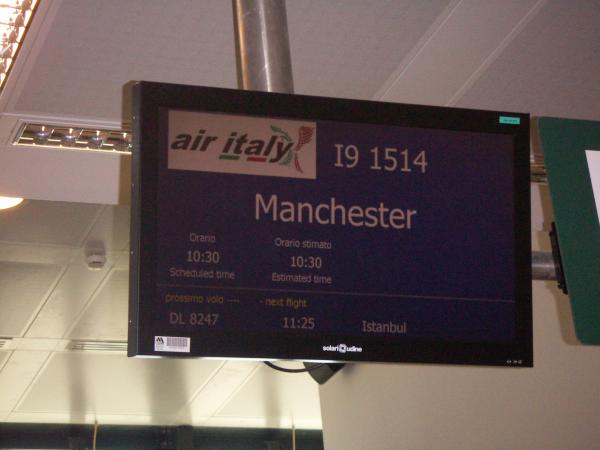 air italy
I9 1514
Manchester
Orario Orario stimato
10:30 10:30
Scheduled time Estimated time
prossimo volo ---- - next flight
DL 8247 11:25 Istanbul
solari udine